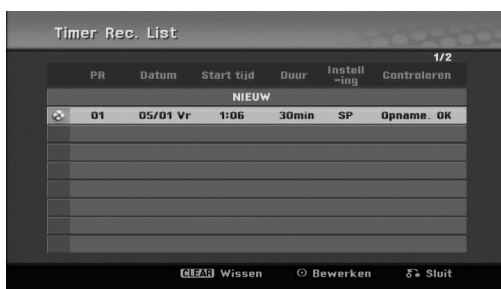 Timer Rec. List
1/2
PR Datum Start tijd Duur Instell -ing Controleren
NIEUW
01 05/01 Vr 1:06 30min SP Opname. OK
CLEAR Wissen Bewerken Sluit